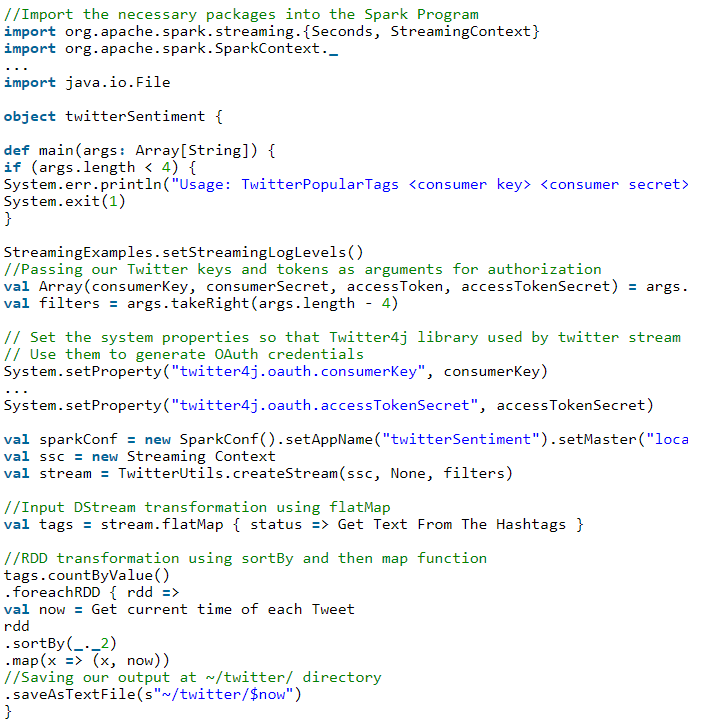 //Import the necessary packages into the Spark Program
import org.apache.spark.streaming.{Seconds, StreamingContext}
import org.apache.spark.SparkContext._
...
import java.io.File
object twitterSentiment {
def main(args: Array[String]) {
if (args.length < 4) {
System.err.println("Usage: TwitterPopularTags <consumer key> <consumer secret>
System.exit(1)
}
StreamingExamples.setStreamingLogLevels()
//Passing our Twitter keys and tokens as arguments for authorization
val Array(consumerKey, consumerSecret, accessToken, accessTokenSecret) = args.
val filters = args.takeRight(args.length - 4)
// Set the system properties so that Twitter4j library used by twitter stream
// Use them to generate OAuth credentials
System.setProperty("twitter4j.oauth.consumerKey", consumerKey)
...
System.setProperty("twitter4j.oauth.accessTokenSecret", accessTokenSecret)
val sparkConf = new SparkConf().setAppName("twitterSentiment").setMaster("loca
val ssc = new Streaming Context
val stream = TwitterUtils.createStream(ssc, None, filters)
//Input DStream transformation using flatMap
val tags = stream.flatMap { status => Get Text From The Hashtags }
//RDD transformation using sortBy and then map function
tags.countByValue()
.foreachRDD { rdd =>
val now = Get current time of each Tweet
rdd
.sortBy(_._2)
.map(x => (x, now))
//Saving our output at ~/twitter/ directory
.saveAsTextFile(s"~/twitter/$now")
}